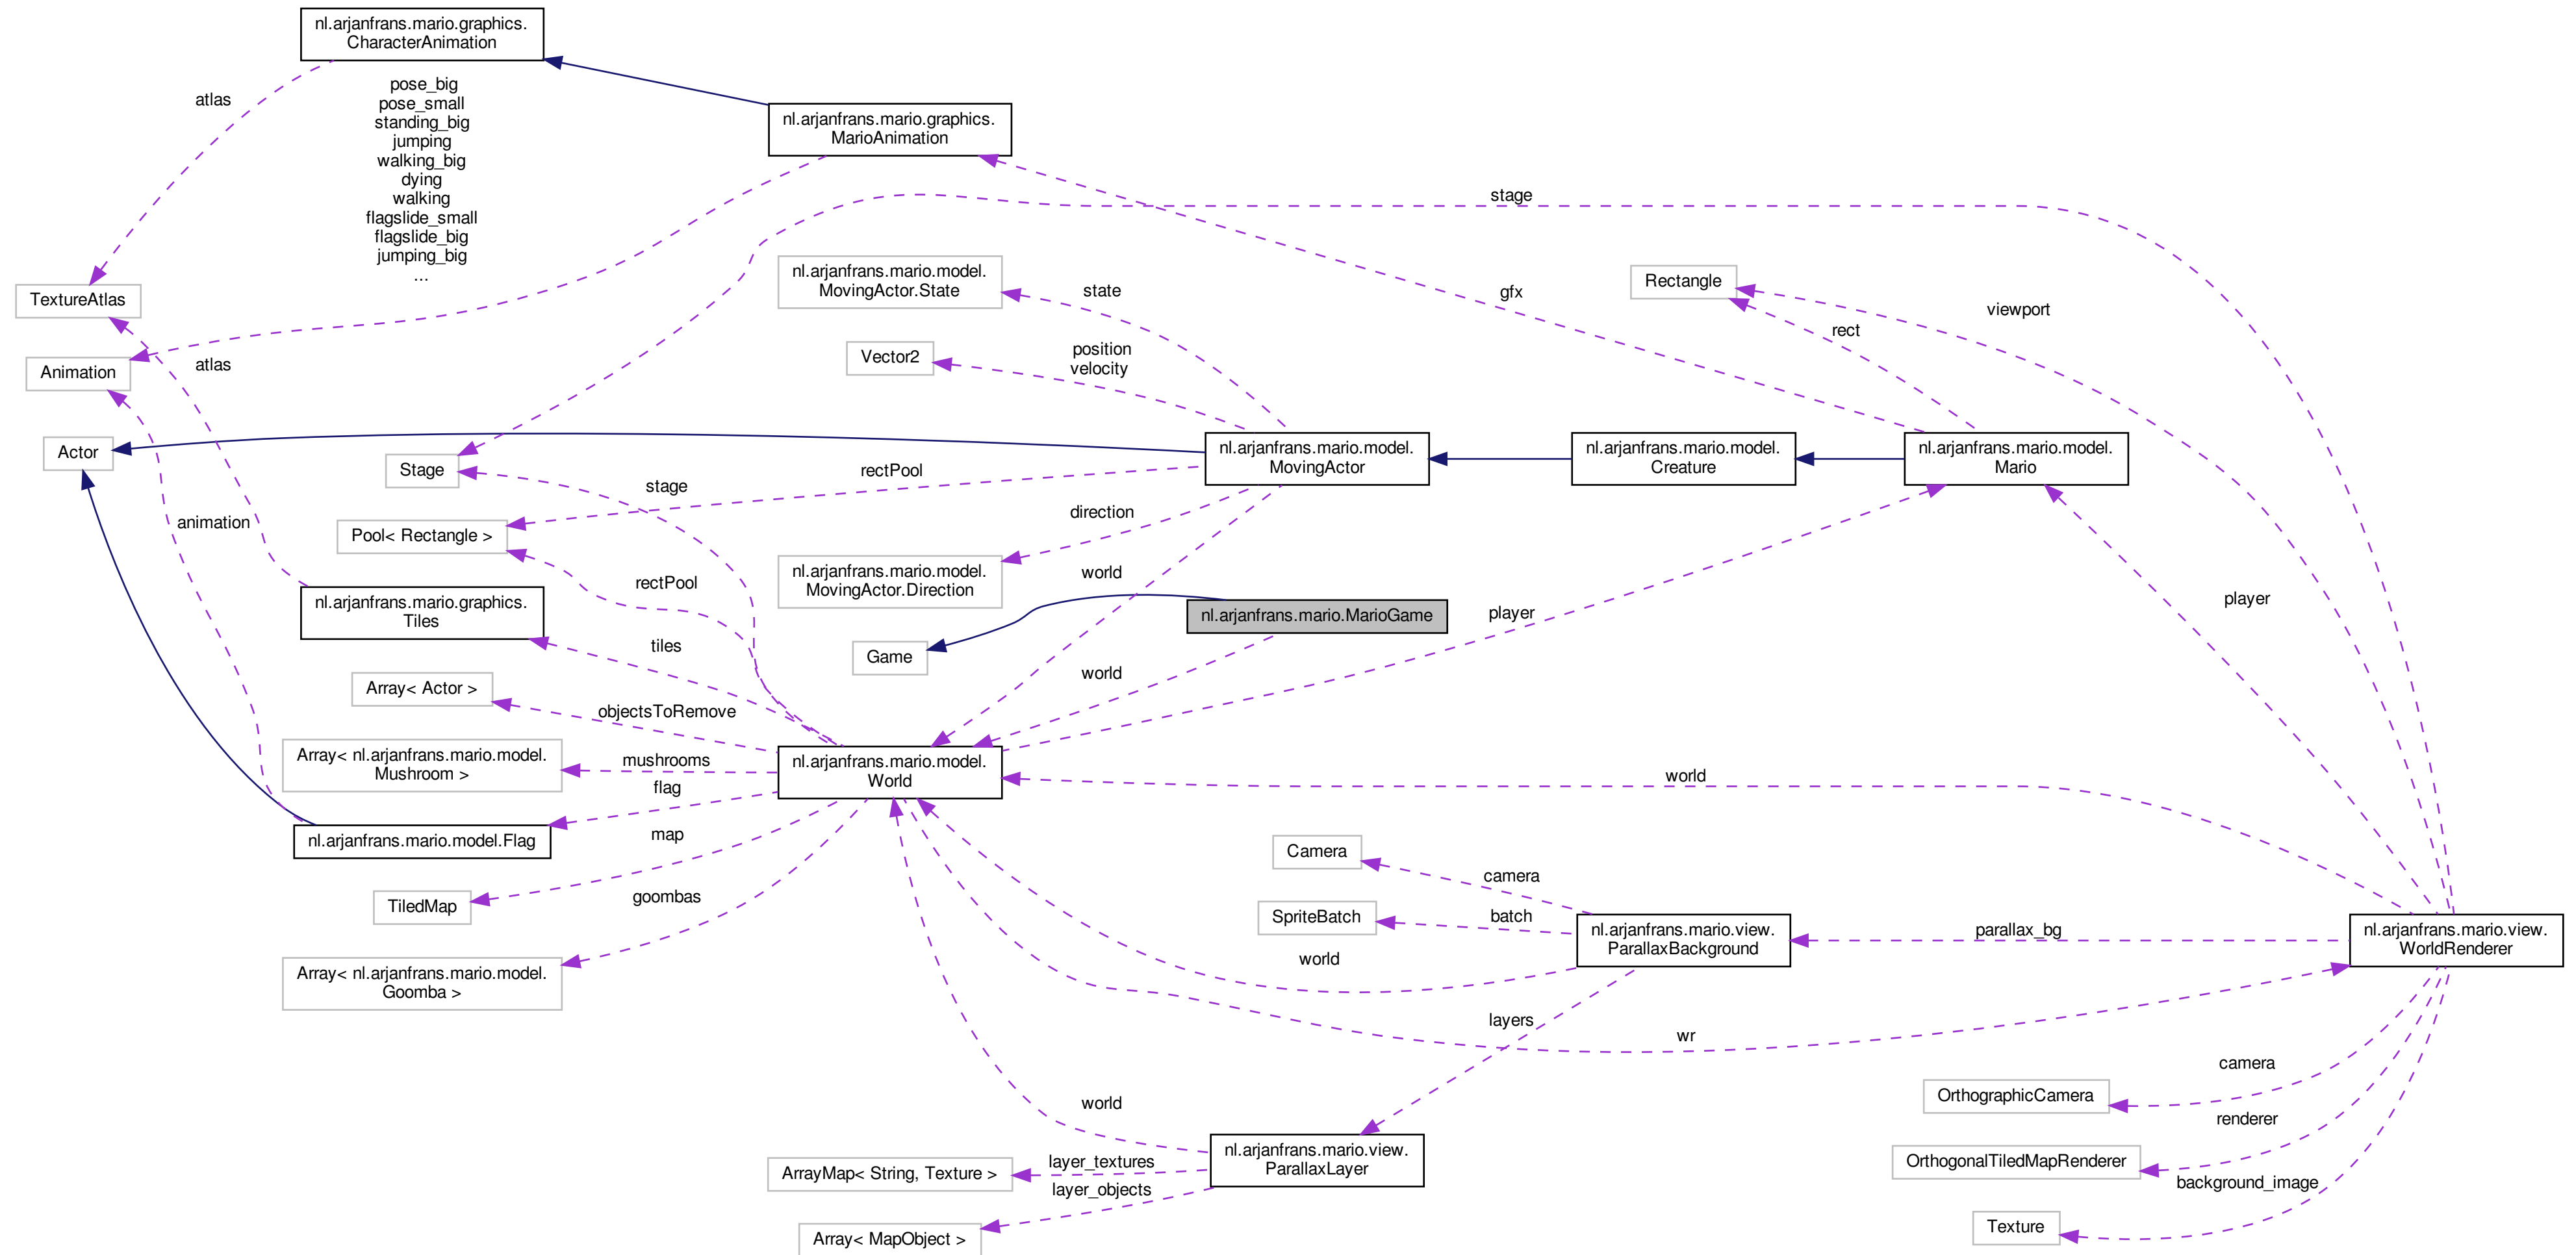 nl.arjanfrans.mario.graphics.
CharacterAnimation
atlas
pose_big
pose_small
standing_big
jumping
walking_big
dying
walking
flagslide_small
flagslide_big
jumping_big
...
nl.arjanfrans.mario.graphics.
MarioAnimation
stage
nl.arjanfrans.mario.model.
MovingActor.State
state
gfx
Rectangle
viewport
rect
TextureAtlas
Animation
atlas
Vector2
position
velocity
Actor
Stage
stage
rectPool
nl.arjanfrans.mario.model.
MovingActor
nl.arjanfrans.mario.model.
Creature
nl.arjanfrans.mario.model.
Mario
animation
Pool< Rectangle >
direction
rectPool
nl.arjanfrans.mario.model.
MovingActor.Direction
world
nl.arjanfrans.mario.graphics.
Tiles
nl.arjanfrans.mario.MarioGame
player
player
tiles
Game
world
Array< Actor >
objectsToRemove
Array< nl.arjanfrans.mario.model.
Mushroom >
mushrooms
flag
nl.arjanfrans.mario.model.
World
world
nl.arjanfrans.mario.model.Flag
map
Camera
camera
TiledMap
goombas
SpriteBatch
batch
nl.arjanfrans.mario.view.
ParallaxBackground
parallax_bg
nl.arjanfrans.mario.view.
WorldRenderer
Array< nl.arjanfrans.mario.model.
Goomba >
world
layers
wr
camera
OrthographicCamera
world
renderer
nl.arjanfrans.mario.view.
ParallaxLayer
ArrayMap< String, Texture >
layer_textures
layer_objects
OrthogonalTiledMapRenderer
background_image
Array< MapObject >
Texture